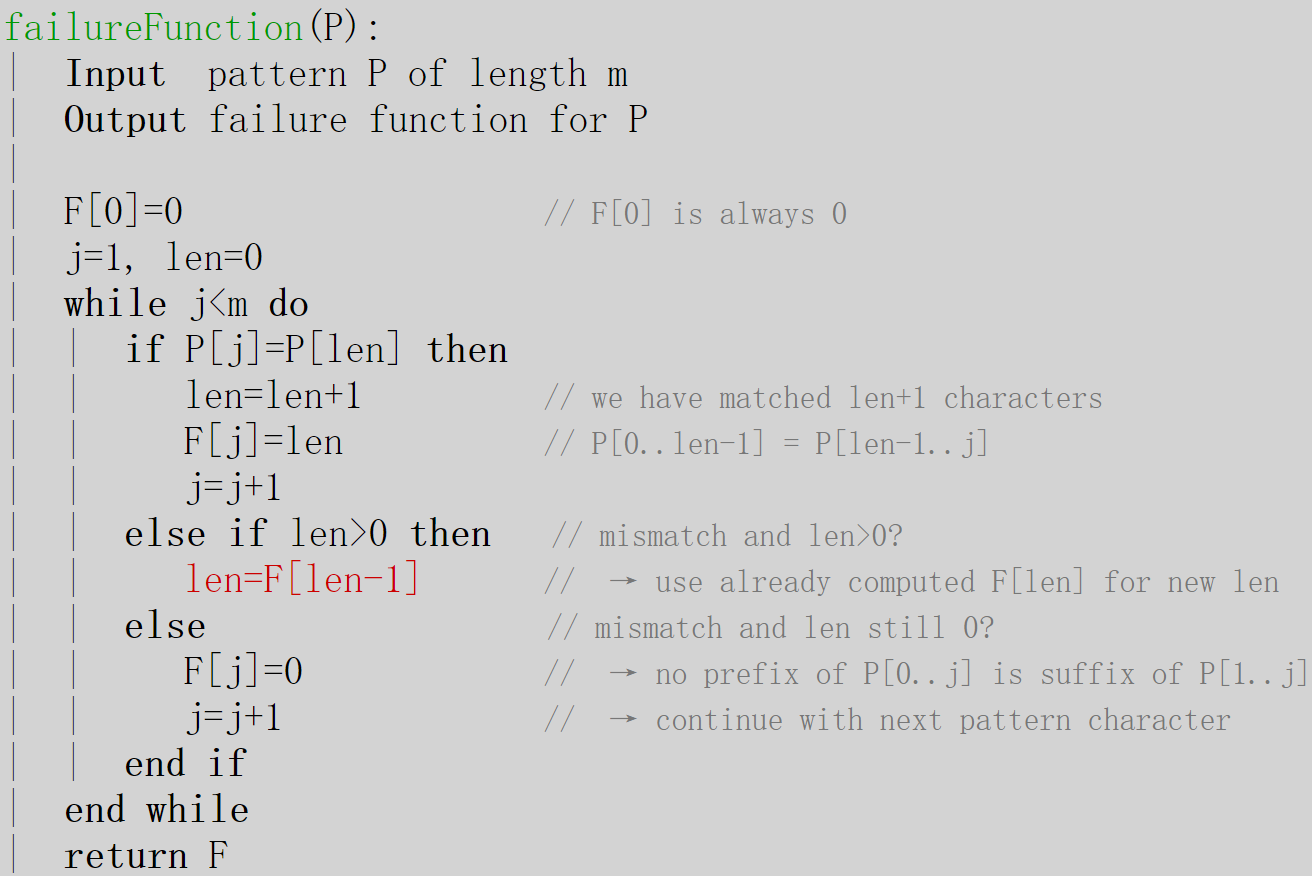 failureFunction(P):
Input pattern P of length m
Output failure function for P
F[0]=0 // F[0] is always 0
j=1, len=0
while j<m do
if P[j]=P[len] then
len=len+1 // we have matched len+1 characters
F[j]=len // P[0..len-1] = P[len-1..j]
j=j+1
else if len>0 then // mismatch and len>0?
len=F[len-1] // → use already computed F[len] for new len
else // mismatch and len still 0?
F[j]=0 // → no prefix of P[0..j] is suffix of P[1..j]
j=j+1 // → continue with next pattern character
end if
end while
return F